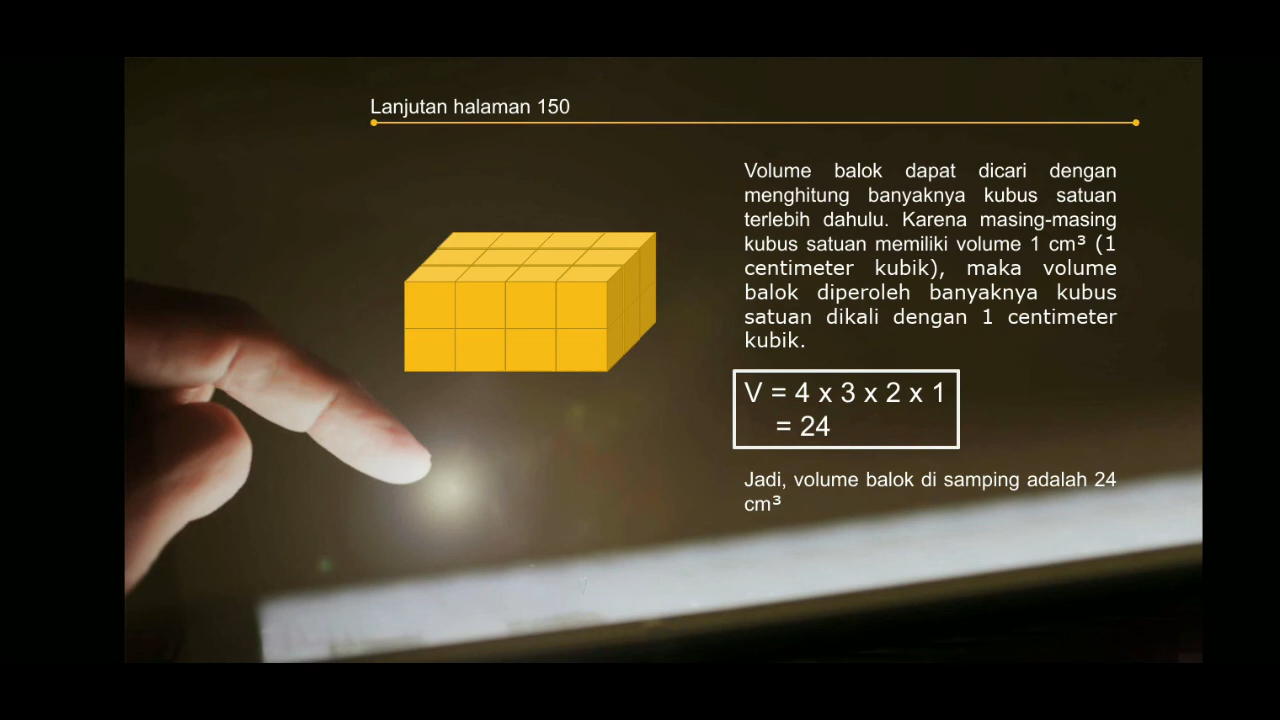 Lanjutan halaman 150
Volume balok dapat dicari dengan
menghitung banyaknya kubus satuan
terlebih dahulu. Karena masing-masing
kubus satuan memiliki volume 1 cm³ (1
centimeter kubik), maka volume
balok diperoleh banyaknya kubus
satuan dikali dengan 1 centimeter
kubik.
V = 4 x 3 x 2 x 1
= 24
Jadi, volume balok di samping adalah 24
cm³